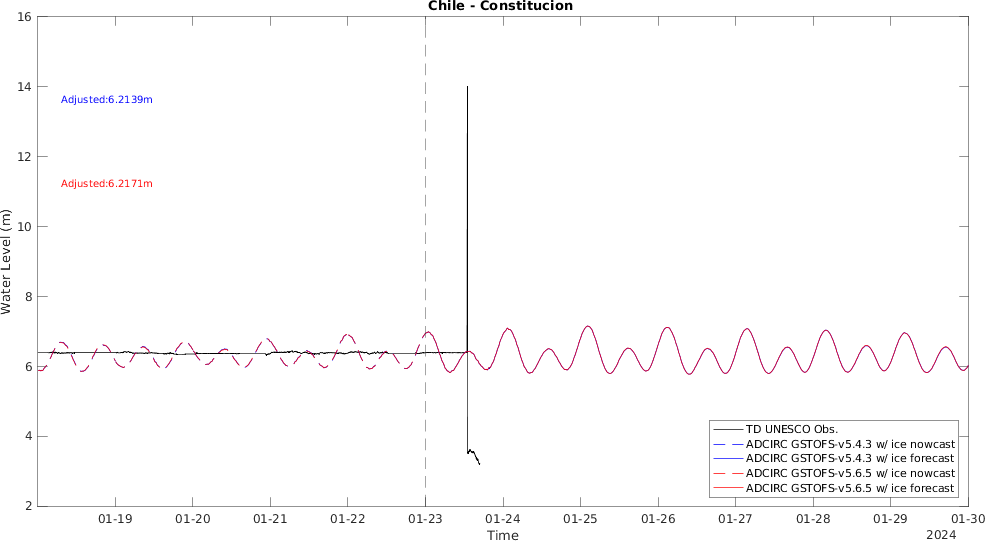 Chile - Constitucion
16
14
12
10
8
6
4
2
Water Level (m)
Adjusted:6.2139m
Adjusted:6.2171m
TD UNESCO Obs.
ADCIRC GSTOFS-v5.4.3 w/ ice nowcast
ADCIRC GSTOFS-v5.4.3 w/ ice forecast
ADCIRC GSTOFS-v5.6.5 w/ ice nowcast
ADCIRC GSTOFS-v5.6.5 w/ ice forecast
01-19 01-20 01-21 01-22 01-23 01-24 01-25 01-26 01-27 01-28 01-29 01-30
Time
2024